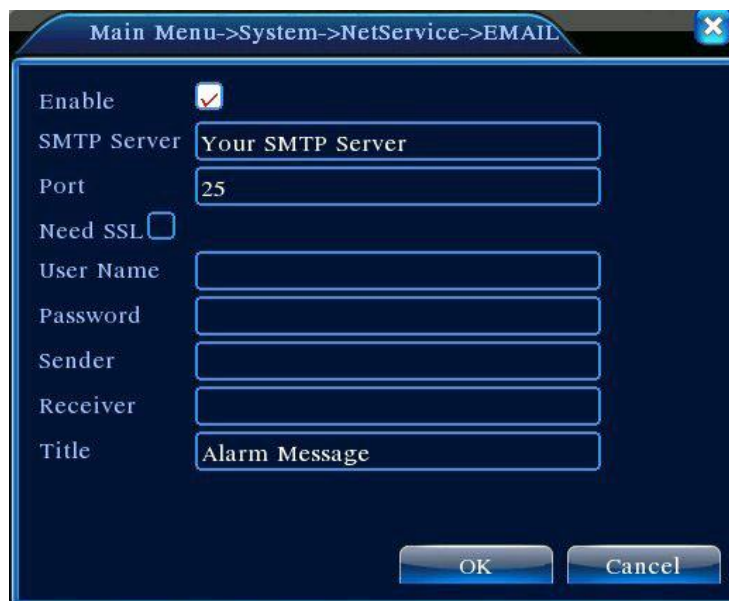 Main Menu->System->NetService->EMAIL
Enable
SMTP Server Your SMTP Server
Port 25
Need SSL
User Name
Password
Sender
Receiver
Title Alarm Message
OK Cancel